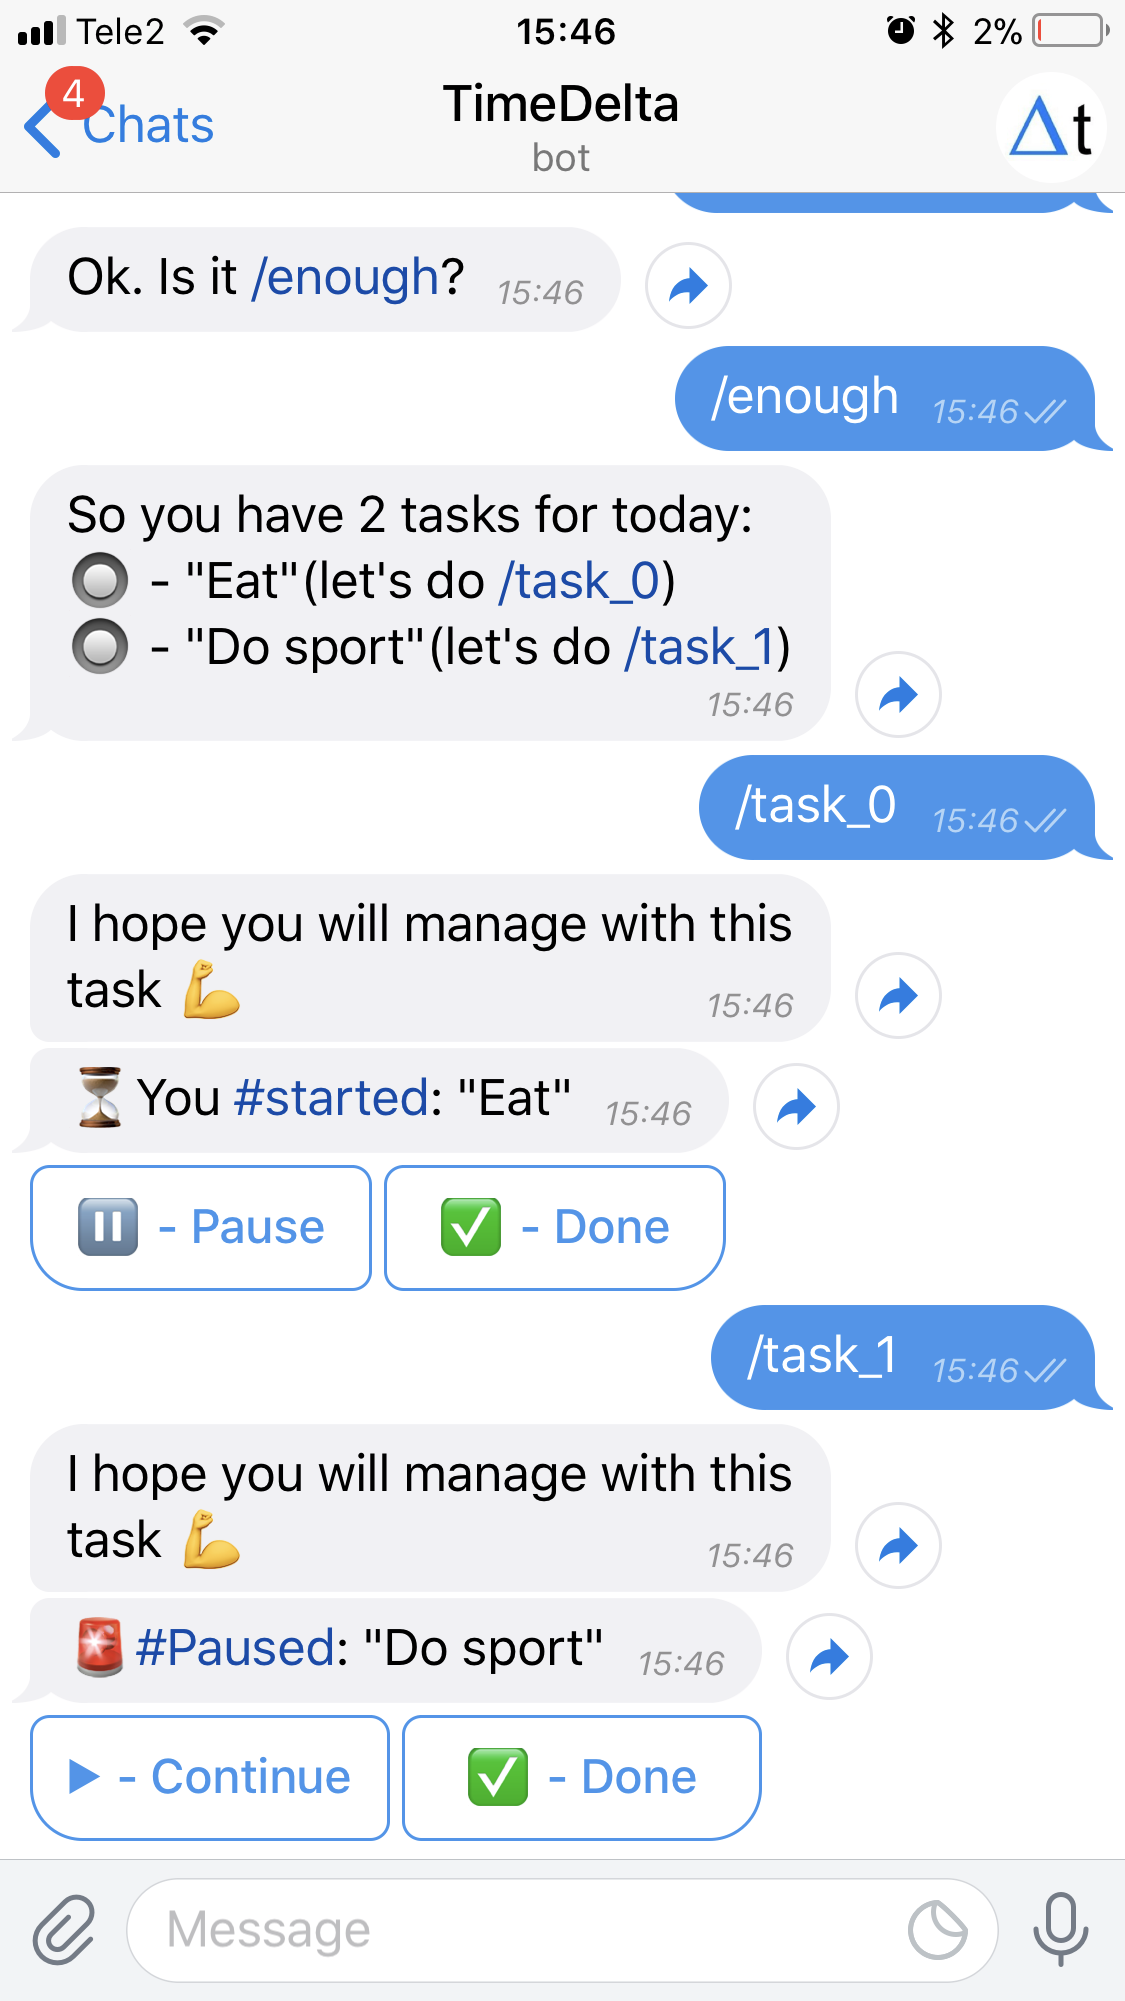 Tele2 15:46 2%
4
Chats
TimeDelta
bot
Δt
Ok. Is it /enough? 15:46
/enough 15:46
So you have 2 tasks for today:
- "Eat"(let's do /task_0)
- "Do sport"(let's do /task_1)
15:46
/task_0 15:46
I hope you will manage with this
task 💪 15:46
⏳ You #started: "Eat" 15:46
⏸ - Pause ✅ - Done
/task_1 15:46
I hope you will manage with this
task 💪 15:46
🚨 #Paused: "Do sport" 15:46
▶ - Continue ✅ - Done
Message